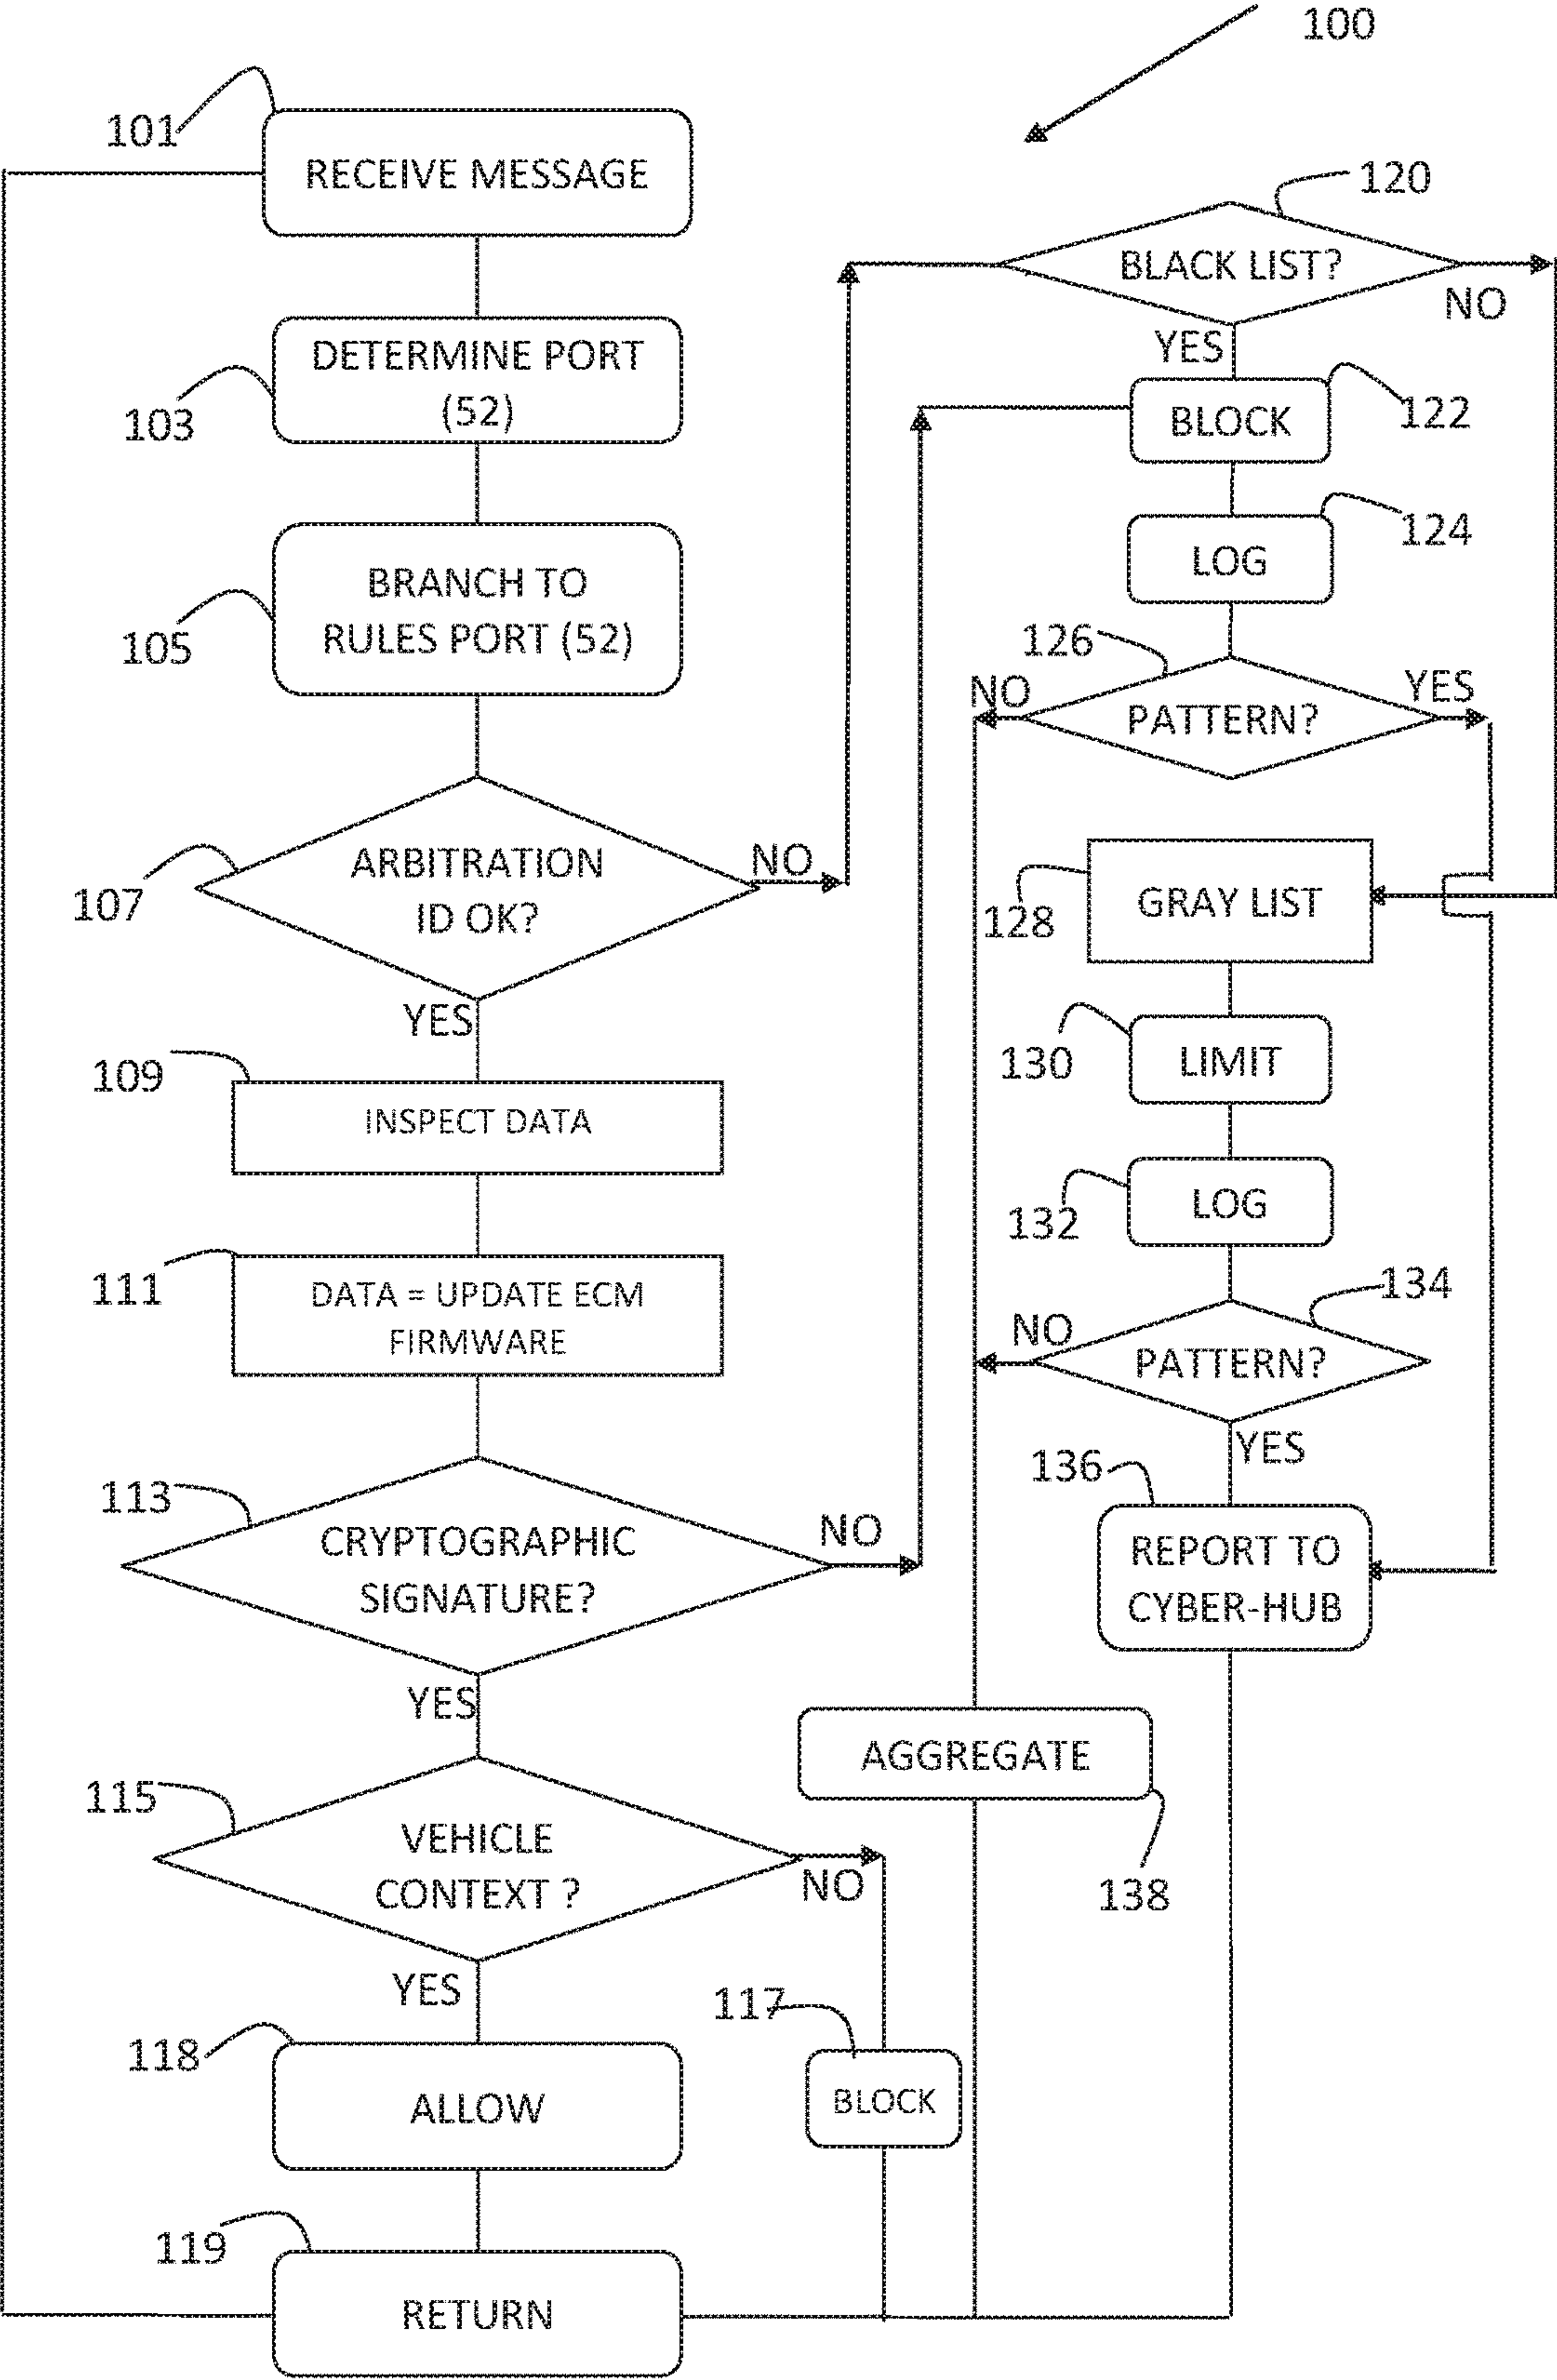 100
101
RECEIVE MESSAGE
103
DETERMINE PORT
(52)
105
BRANCH TO
RULES PORT (52)
107
ARBITRATION
ID OK?
NO
YES
109
INSPECT DATA
111
DATA = UPDATE ECM
FIRMWARE
113
CRYPTOGRAPHIC
SIGNATURE?
NO
YES
115
VEHICLE
CONTEXT ?
NO
YES
117
BLOCK
118
ALLOW
119
RETURN
120
BLACK LIST?
NO
YES
122
BLOCK
124
LOG
126
NO
YES
PATTERN?
128
GRAY LIST
130
LIMIT
132
LOG
134
NO
PATTERN?
YES
136
REPORT TO
CYBER-HUB
AGGREGATE
138